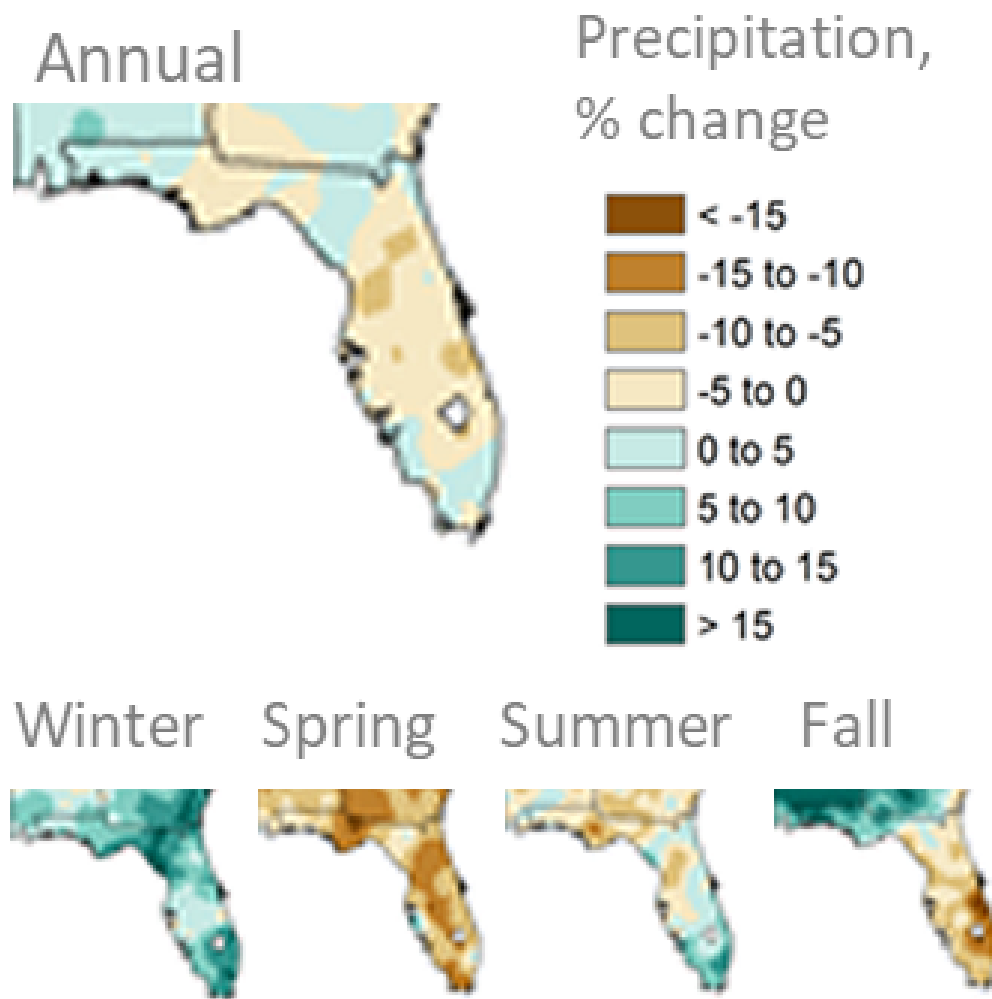 Annual
Precipitation,
% change
< -15
-15 to -10
-10 to -5
-5 to 0
0 to 5
5 to 10
10 to 15
> 15
Winter
Spring
Summer
Fall